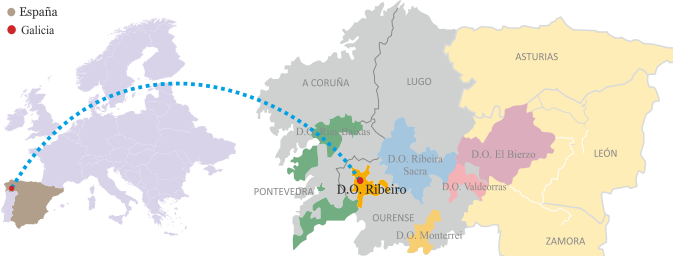 España
Galicia
ASTURIAS
A CORUÑA
LUGO
D.O. Rías Baixas
D.O. Ribeira
Sacra
D.O. El Bierzo
LEÓN
D.O. Valdeorras
PONTEVEDRA
D.O. Ribeiro
OURENSE
D.O. Monterrei
ZAMORA